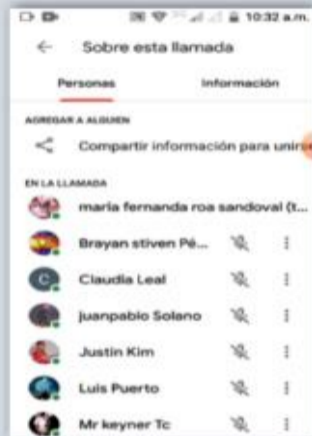 10:32 a.m.
Sobre esta llamada
Personas Información
AGREGAR A ALGUIEN
Compartir información para unirse
EN LA LLAMADA
maria fernanda roa sandoval (t...
Brayan stiven Pé...
C Claudia Leal
juanpablo Solano
Justin Kim
Luis Puerto
Mr keyner Tc